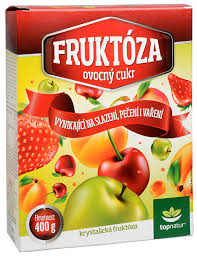 FRUKTÓZA
ovocný cukr
VYNIKAJÍCÍ NA SLAZENÍ, PEČENÍ I VAŘENÍ
Hmotnost:
400 g
krystalická fruktóza
topnatur